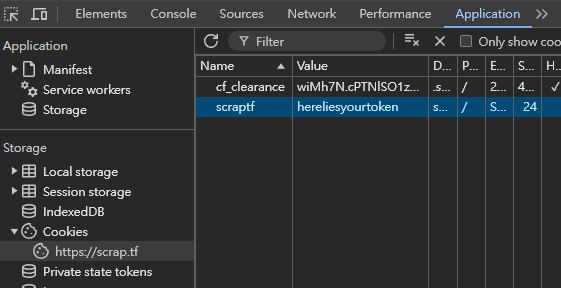 Elements Console Sources Network Performance Memory Application
Application
Manifest
Service workers
Storage
Storage
Local storage
Session storage
IndexedDB
Cookies
https://scrap.tf
Private state tokens
Filter
Only show coo
Name Value D... P... E... S... H
cf_clearance wiMh7N.cPTNlSO1z... .s... / 2... 4... ✓
scraptf hereliesyourtoken s... / S... 24